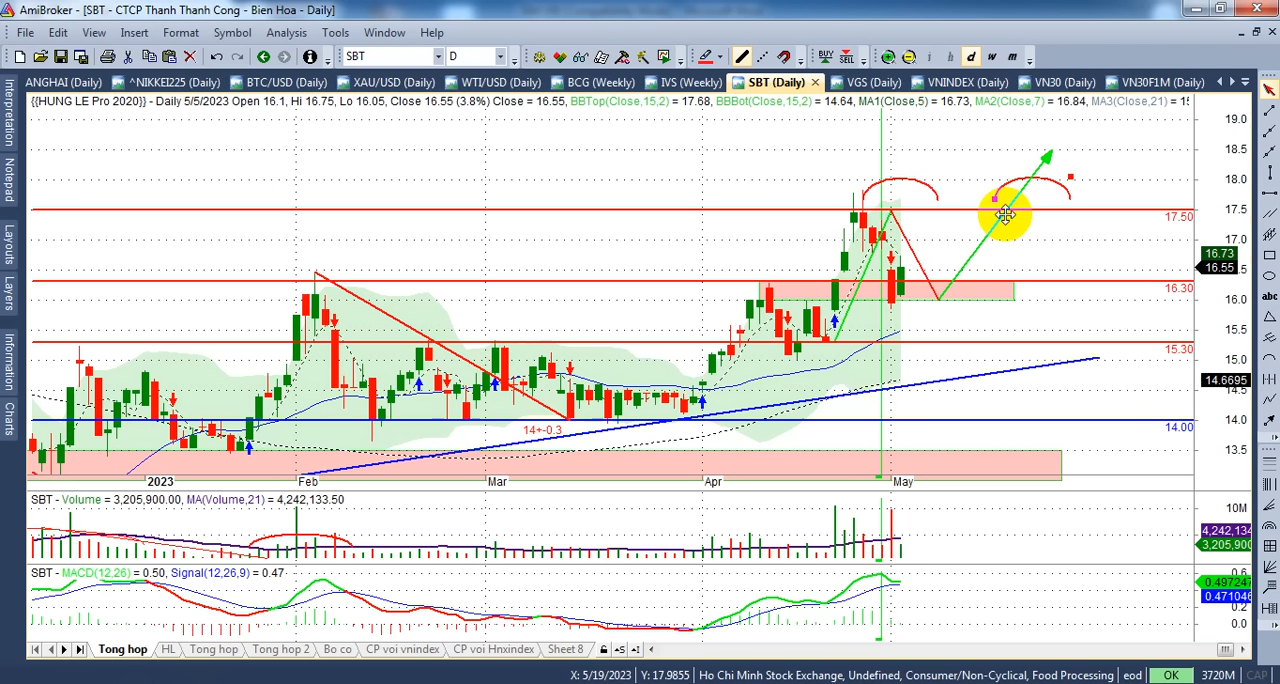 AmiBroker - [SBT - CTCP Thanh Thanh Cong - Bien Hoa - Daily]
File Edit View Insert Format Symbol Analysis Tools Window Help
SBT D BUY SELL i h d w m
ANGHAI (Daily) ^NIKKEI225 (Daily) BTC/USD (Daily) XAU/USD (Daily) WTI/USD (Daily) BCG (Weekly) IVS (Weekly) SBT (Daily) VGS (Daily) VNINDEX (Daily) VN30 (Daily) VN30F1M (Daily)
{{HUNG LE Pro 2020}} - Daily 5/5/2023 Open 16.1, Hi 16.75, Lo 16.05, Close 16.55 (3.8%) Close = 16.55, BBTop(Close,15,2) = 17.68, BBBot(Close,15,2) = 14.64, MA1(Close,5) = 16.73, MA2(Close,7) = 16.84, MA3(Close,21) = 15
Interpretation
Notepad
Layouts
Layers
Information
Charts
abc
19.0
18.5
18.0
17.5
17.50
17.0
16.73
16.55
16.30
16.0
15.5
15.30
15.0
14.6695
14.5
14.0
14.00
14+-0.3
13.5
2023 Feb Mar Apr May
SBT - Volume = 3,205,900.00, MA(Volume,21) = 4,242,133.50
10M
4,242,134
3,205,900
SBT - MACD(12,26) = 0.50, Signal(12,26,9) = 0.47
0.6
0.497247
0.471046
0.2
0.0
Tong hop HL Tong hop Tong hop 2 Bo co CP voi vnindex CP voi Hnxindex Sheet 8
X: 5/19/2023 Y: 17.9855 Ho Chi Minh Stock Exchange, Undefined, Consumer/Non-Cyclical, Food Processing eod OK 3720M CAP